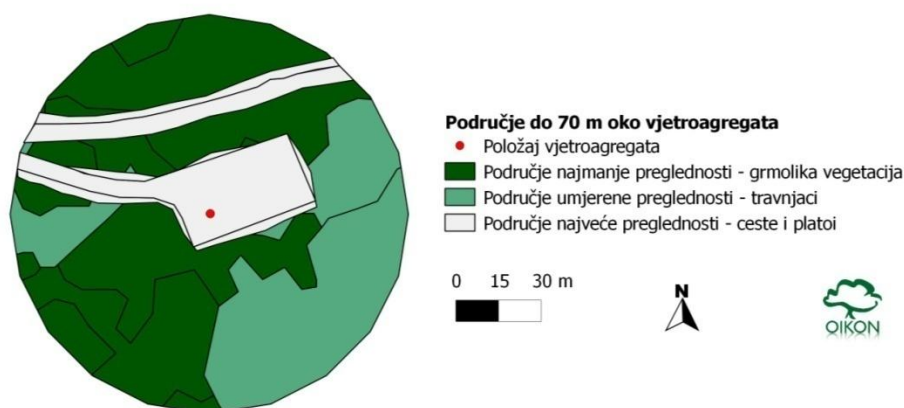 Područje do 70 m oko vjetroagregata
Položaj vjetroagregata
Područje najmanje preglednosti - grmolika vegetacija
Područje umjerene preglednosti - travnjaci
Područje najveće preglednosti - ceste i platoi
0 15 30 m
N
OIKON